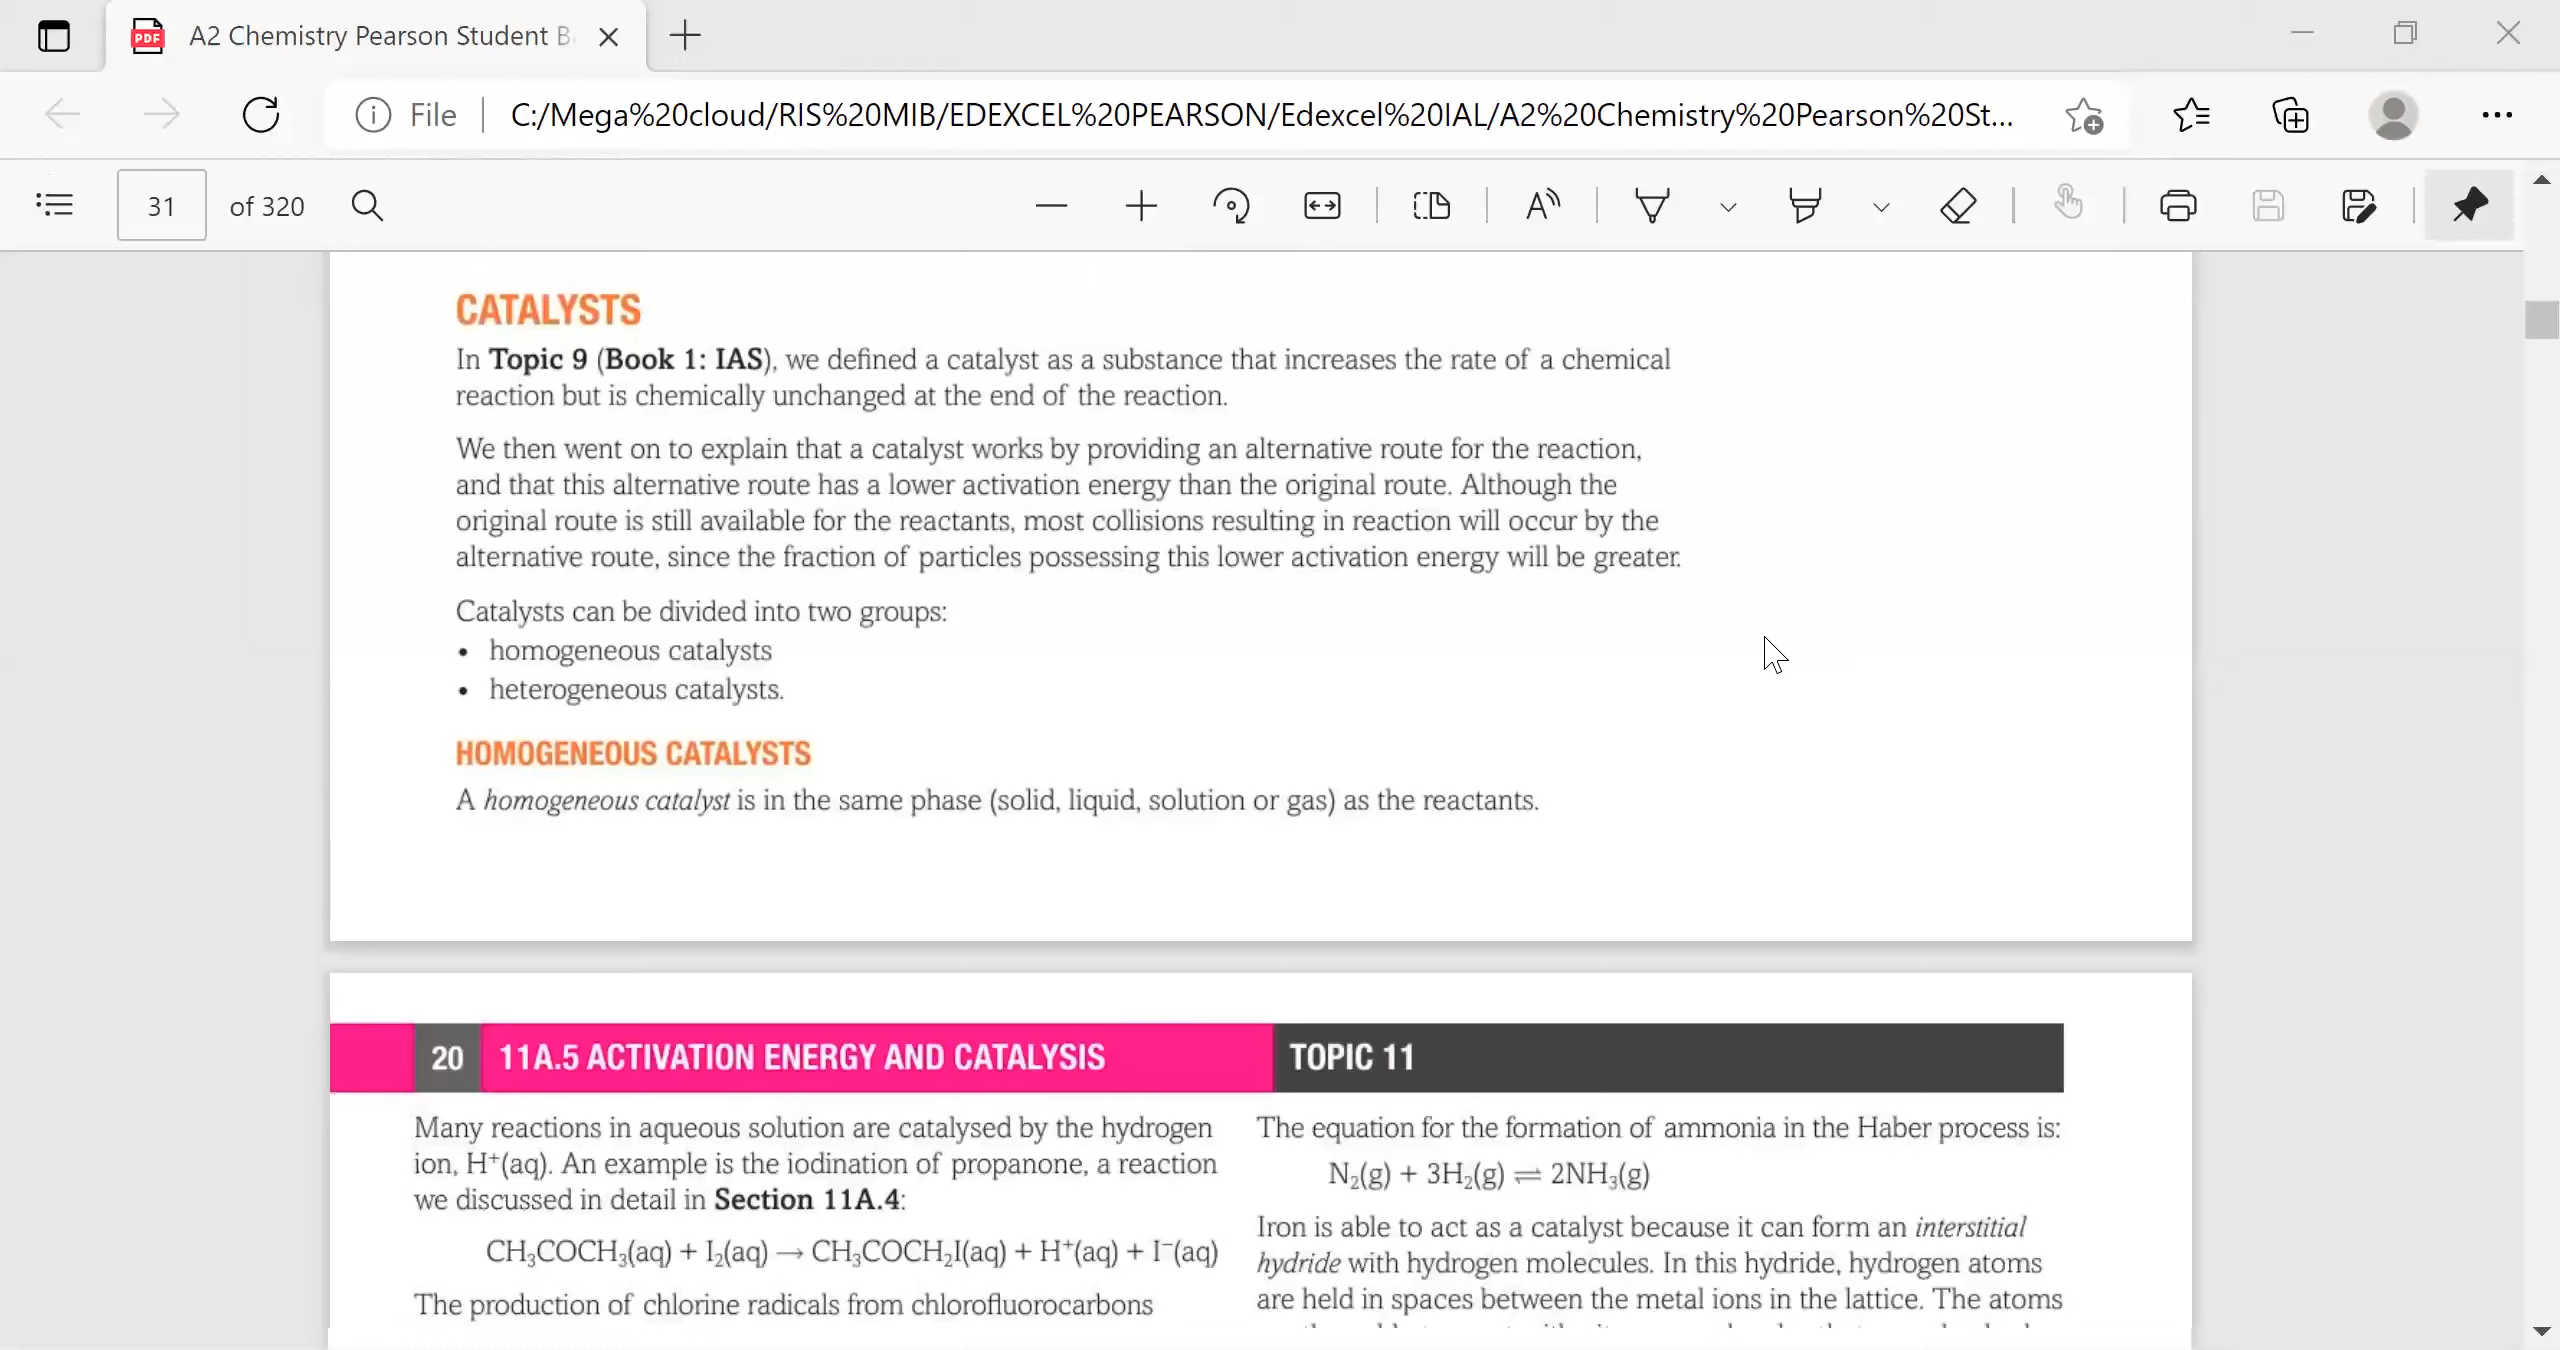 A2 Chemistry Pearson Student B
File
C:/Mega%20cloud/RIS%20MIB/EDEXCEL%20PEARSON/Edexcel%20IAL/A2%20Chemistry%20Pearson%20St...
31 of 320
CATALYSTS
In Topic 9 (Book 1: IAS), we defined a catalyst as a substance that increases the rate of a chemical
reaction but is chemically unchanged at the end of the reaction.
We then went on to explain that a catalyst works by providing an alternative route for the reaction,
and that this alternative route has a lower activation energy than the original route. Although the
original route is still available for the reactants, most collisions resulting in reaction will occur by the
alternative route, since the fraction of particles possessing this lower activation energy will be greater.
Catalysts can be divided into two groups:
• homogeneous catalysts
• heterogeneous catalysts.
HOMOGENEOUS CATALYSTS
A homogeneous catalyst is in the same phase (solid, liquid, solution or gas) as the reactants.
20 11A.5 ACTIVATION ENERGY AND CATALYSIS TOPIC 11
Many reactions in aqueous solution are catalysed by the hydrogen
ion, H⁺(aq). An example is the iodination of propanone, a reaction
we discussed in detail in Section 11A.4:
CH₃COCH₃(aq) + I₂(aq) → CH₃COCH₂I(aq) + H⁺(aq) + I⁻(aq)
The production of chlorine radicals from chlorofluorocarbons
The equation for the formation of ammonia in the Haber process is:
N₂(g) + 3H₂(g) ⇌ 2NH₃(g)
Iron is able to act as a catalyst because it can form an interstitial
hydride with hydrogen molecules. In this hydride, hydrogen atoms
are held in spaces between the metal ions in the lattice. The atoms